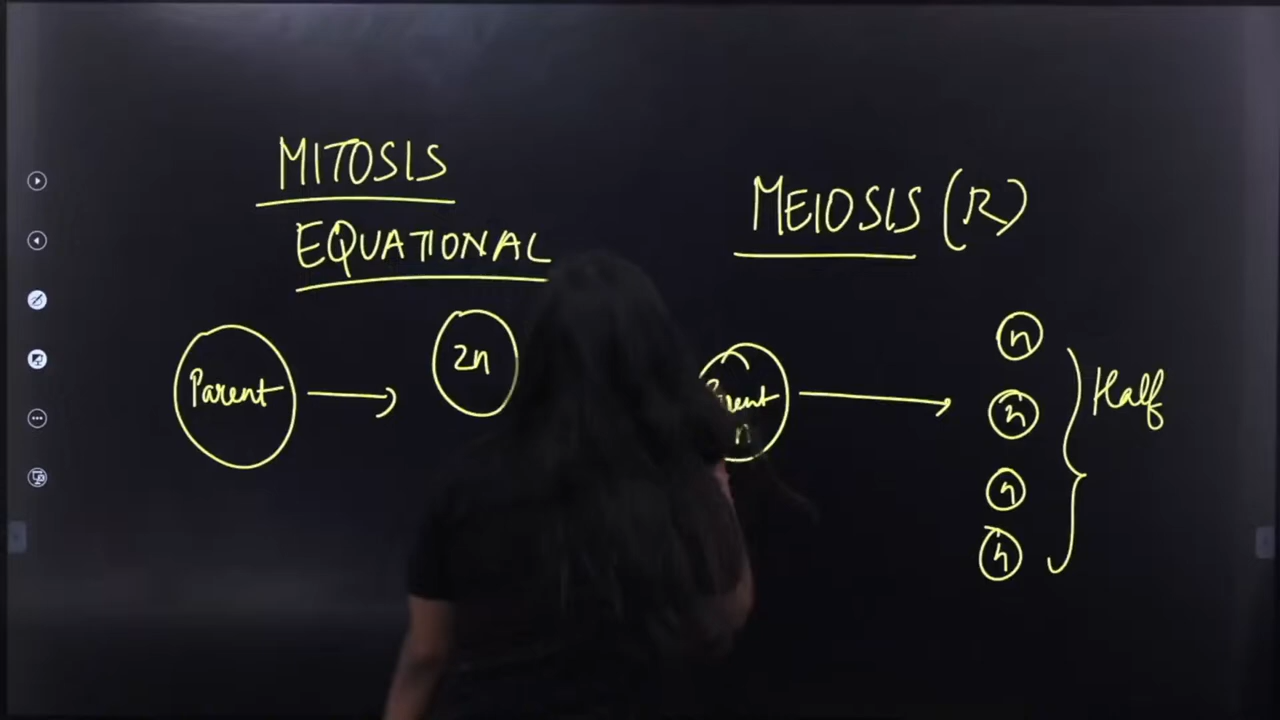 MITOSIS
EQUATIONAL
Parent
2n
MEIOSIS (R)
n
n
n
n
n
Half